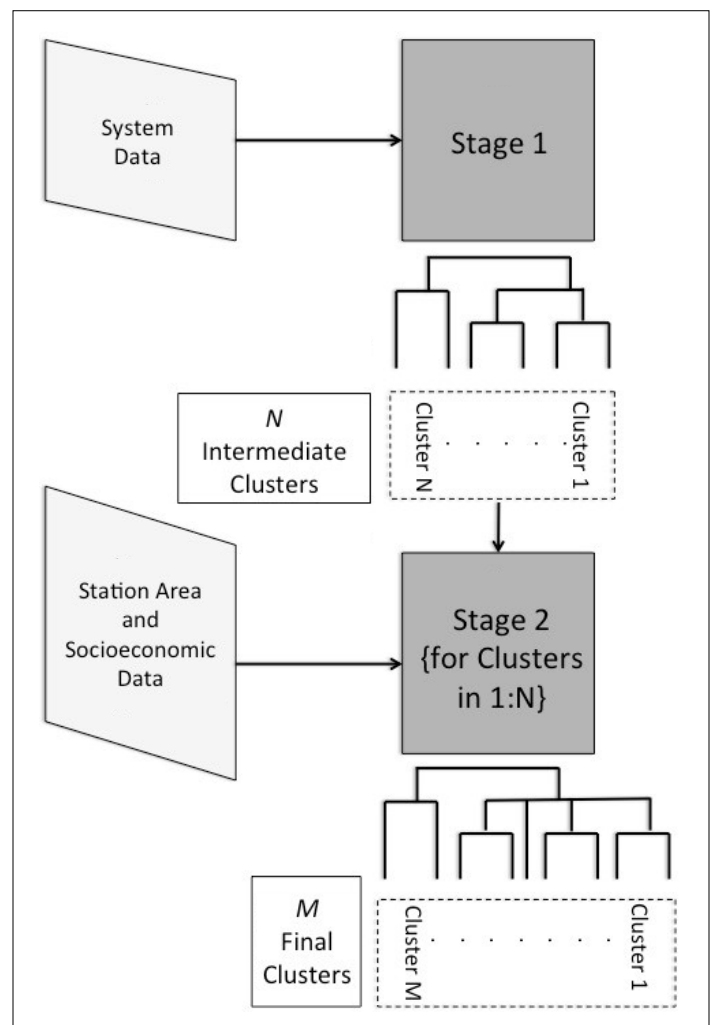 System
Data
Stage 1
N
Intermediate
Clusters
Cluster N
. . . . .
Cluster 1
Station Area
and
Socioeconomic
Data
Stage 2
{for Clusters
in 1:N}
M
Final
Clusters
Cluster M
. . . . . . .
Cluster 1